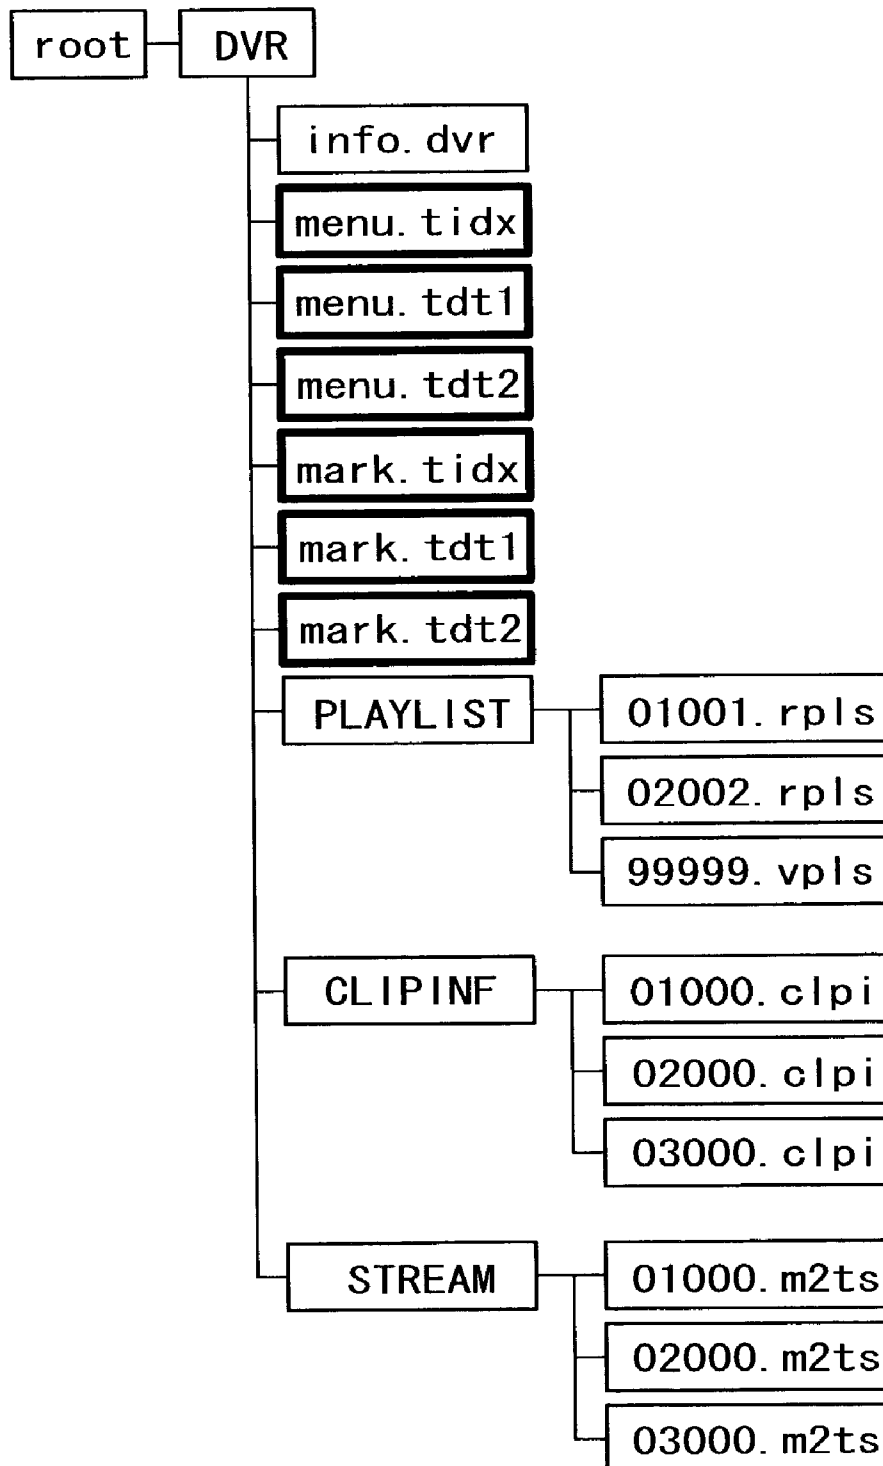 root DVR
info.dvr
menu.tidx
menu.tdt1
menu.tdt2
mark.tidx
mark.tdt1
mark.tdt2
PLAYLIST 01001.rpls
02002.rpls
99999.vpls
CLIPINF 01000.clpi
02000.clpi
03000.clpi
STREAM 01000.m2ts
02000.m2ts
03000.m2ts